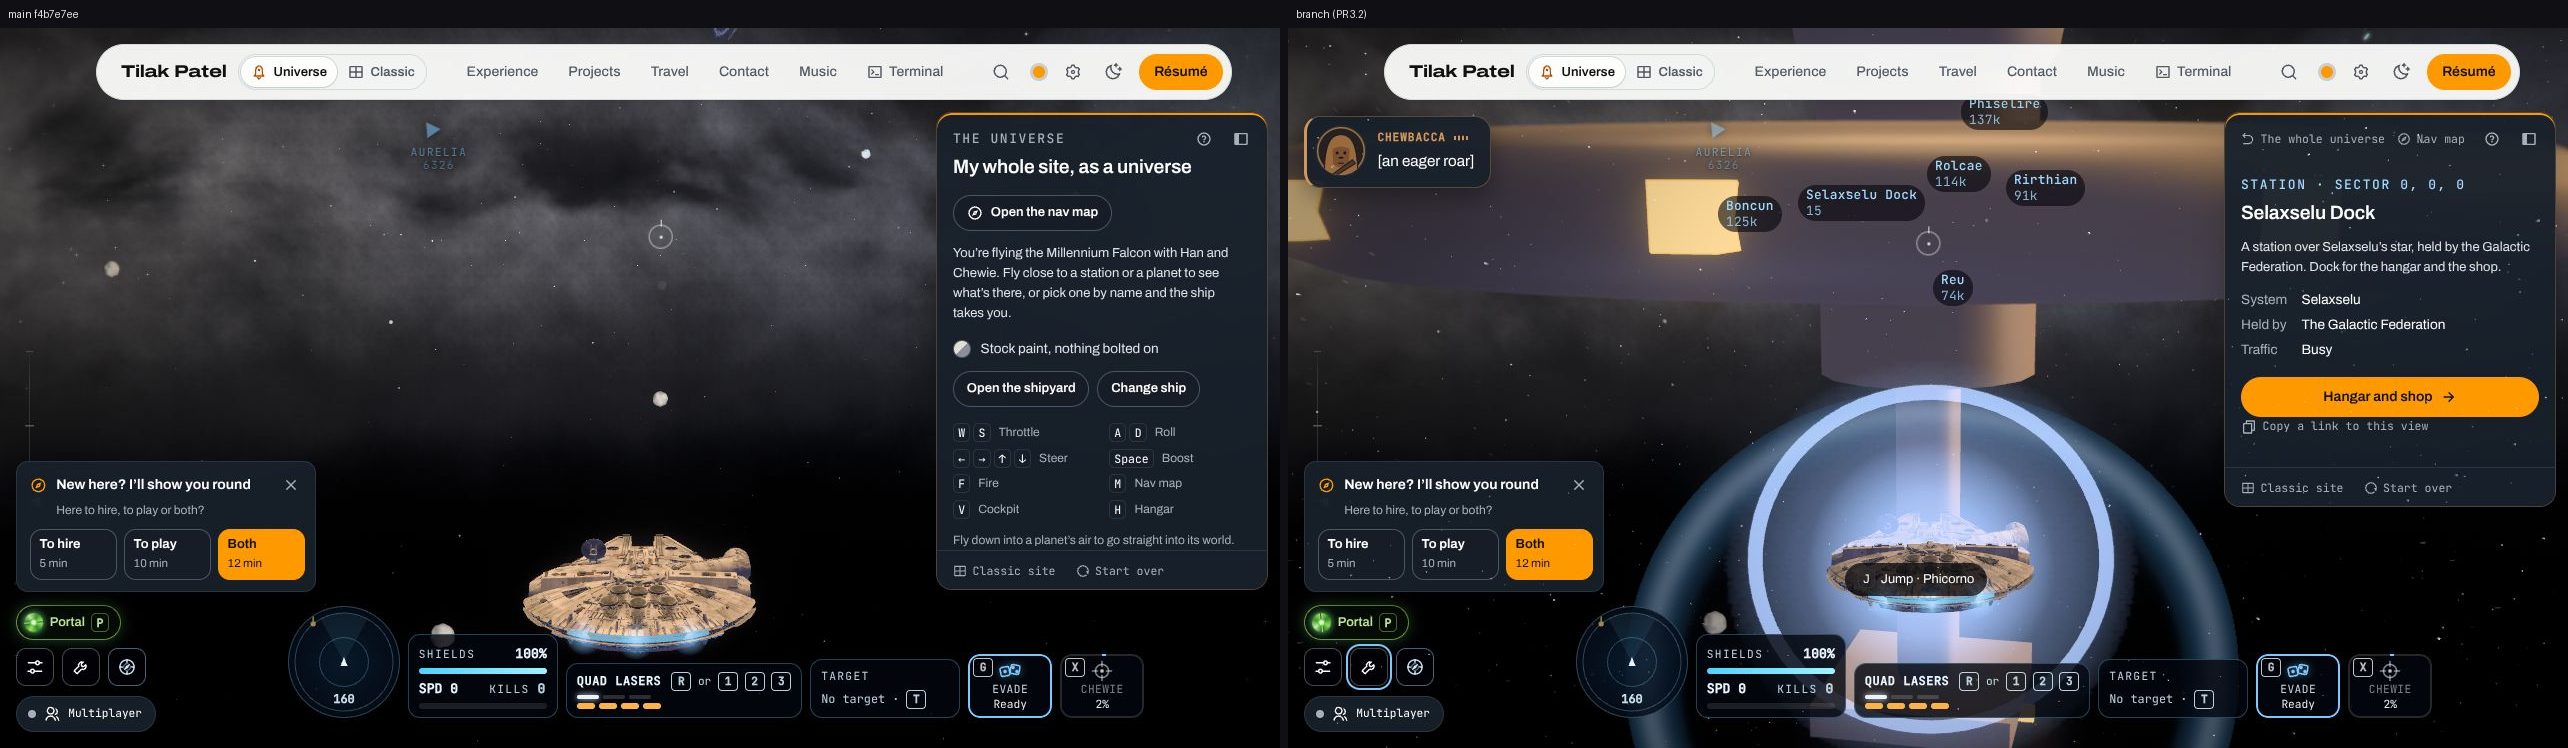 main f4b7e7ee
Tilak Patel Universe Classic Experience Projects Travel Contact Music Terminal Résumé
AURELIA
6326
THE UNIVERSE
My whole site, as a universe
Open the nav map
You're flying the Millennium Falcon with Han and
Chewie. Fly close to a station or a planet to see
what's there, or pick one by name and the ship
takes you.
Stock paint, nothing bolted on
Open the shipyard Change ship
W S Throttle A D Roll
← → ↑ ↓ Steer Space Boost
F Fire M Nav map
V Cockpit H Hangar
Fly down into a planet's air to go straight into its world.
Classic site Start over
New here? I'll show you round
Here to hire, to play or both?
To hire To play Both
5 min 10 min 12 min
Portal P
Multiplayer
160
SHIELDS 100%
SPD 0 KILLS 0
QUAD LASERS R or 1 2 3
TARGET
No target · T
G
EVADE
Ready
X
CHEWIE
2%
branch (PR3.2)
Tilak Patel Universe Classic Experience Projects Travel Contact Music Terminal Résumé
CHEWBACCA
[an eager roar]
AURELIA
6326
Phiselire
137k
Rolcae
114k
Rirthian
91k
Selaxselu Dock
15
Boncun
125k
Reu
74k
The whole universe Nav map
STATION · SECTOR 0, 0, 0
Selaxselu Dock
A station over Selaxselu's star, held by the Galactic
Federation. Dock for the hangar and the shop.
System Selaxselu
Held by The Galactic Federation
Traffic Busy
Hangar and shop →
Copy a link to this view
Classic site Start over
New here? I'll show you round
Here to hire, to play or both?
To hire To play Both
5 min 10 min 12 min
J Jump · Phicorno
Portal P
Multiplayer
160
SHIELDS 100%
SPD 0 KILLS 0
QUAD LASERS R or 1 2 3
TARGET
No target · T
G
EVADE
Ready
X
CHEWIE
2%